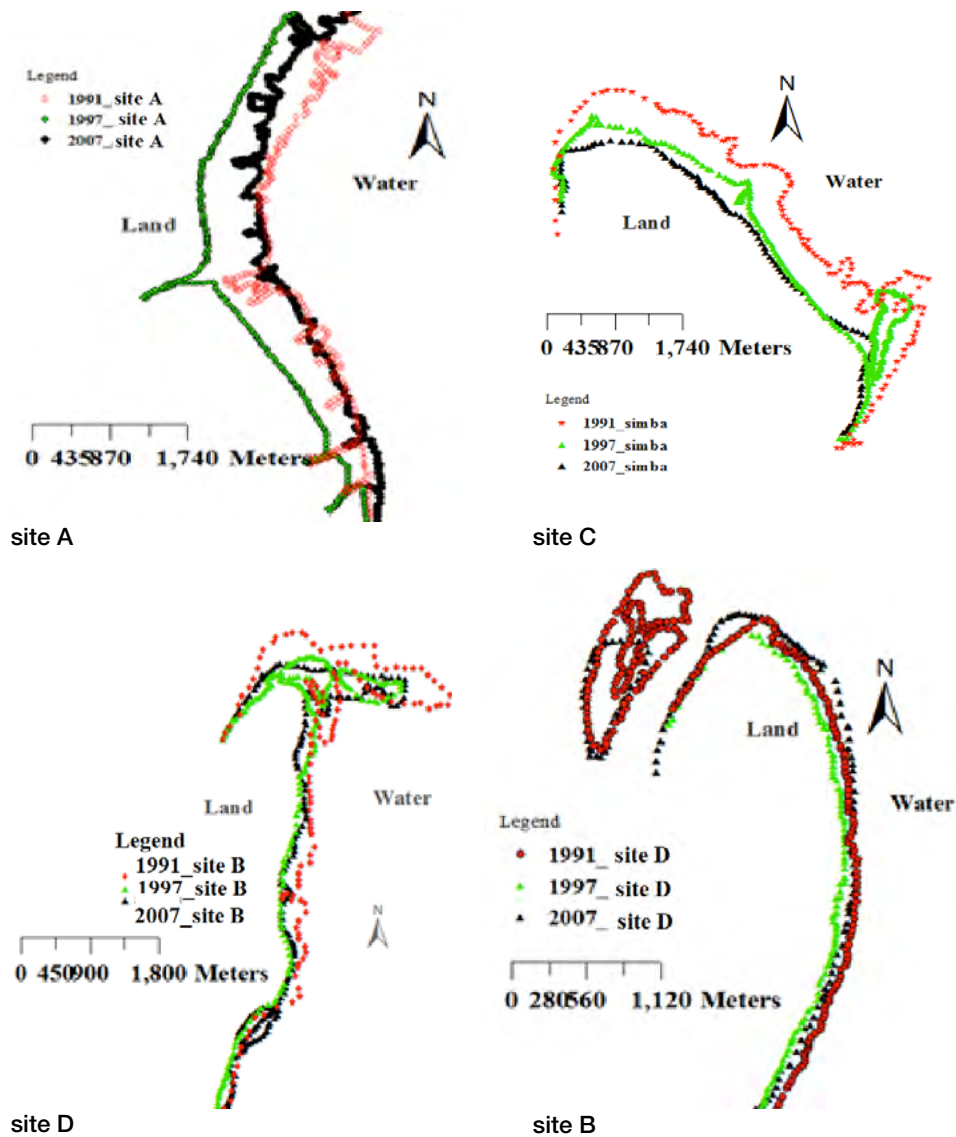 Legend
1991_site A
1997_ site A
2007_site A
N
Water
Land
0 435870 1,740 Meters
site A
N
Water
Land
0 435870 1,740 Meters
Legend
1991_simba
1997_simba
2007_simba
site C
Land
Water
Legend
1991_site B
1997_site B
2007_site B
N
0 450900 1,800 Meters
site D
N
Land
Water
Legend
1991_ site D
1997_ site D
2007_ site D
0 280560 1,120 Meters
site B